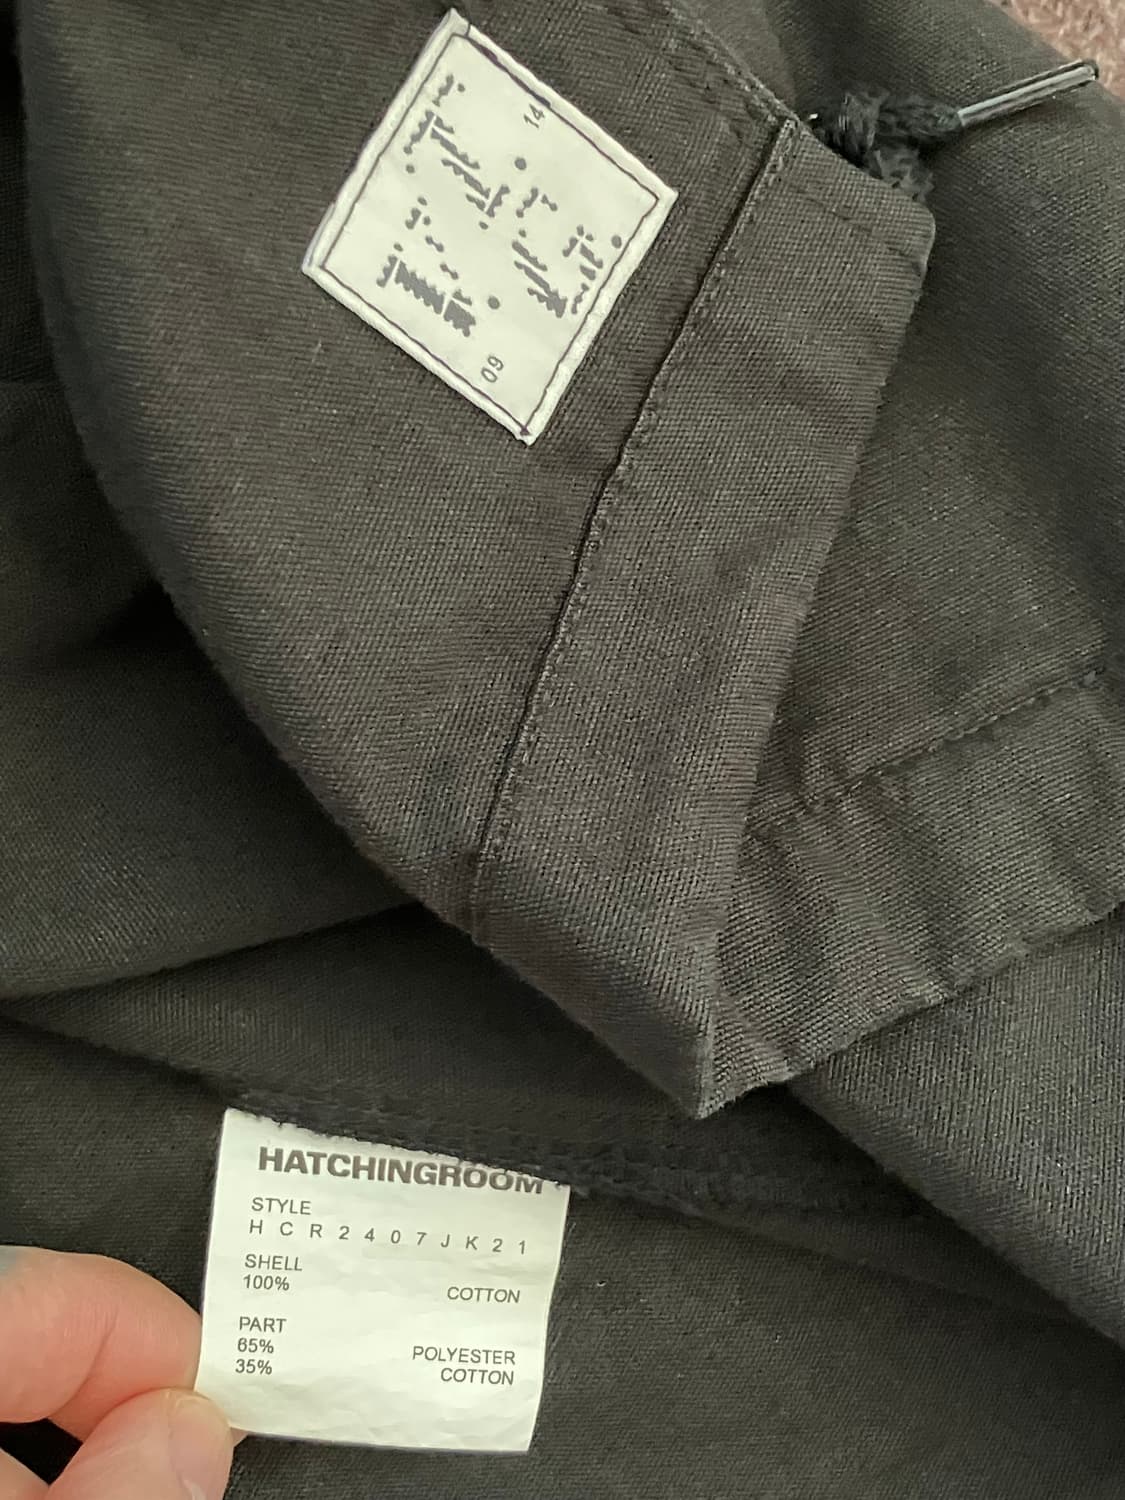 14
09
HATCHINGROOM
STYLE
H C R 2 4 0 7 J K 2 1
SHELL
100% COTTON
PART
65% POLYESTER
35% COTTON